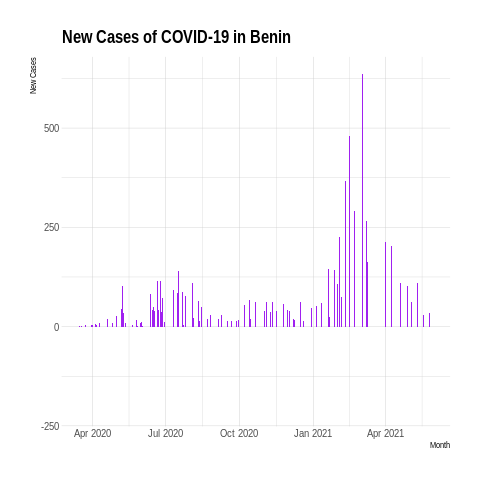 New Cases of COVID-19 in Benin
New Cases
500
250
0
-250
Apr 2020 Jul 2020 Oct 2020 Jan 2021 Apr 2021
Month